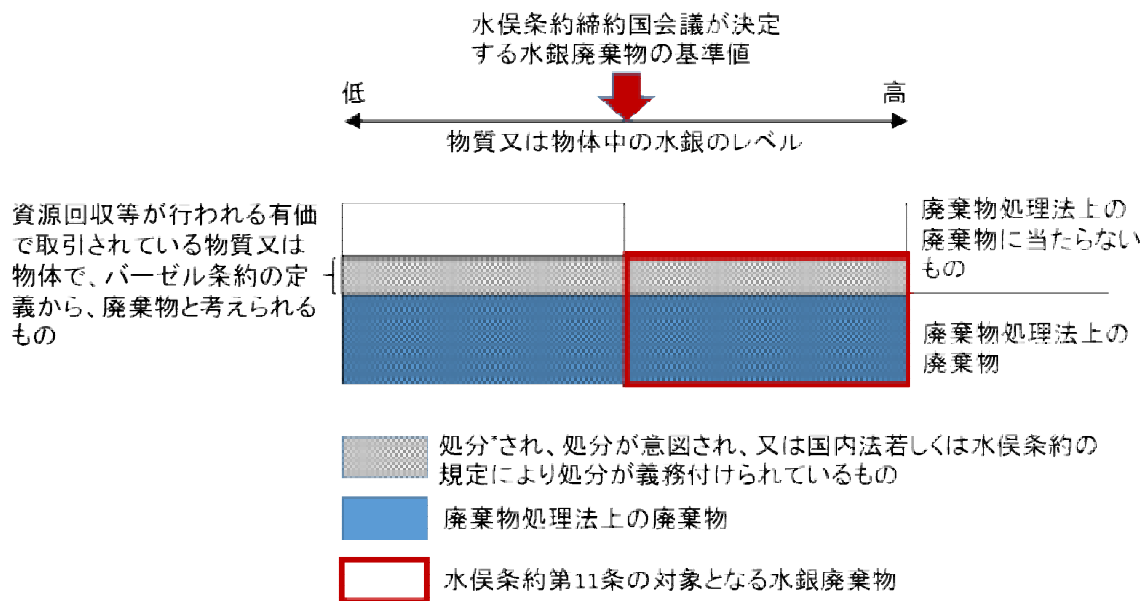 水俣条約締約国会議が決定
する水銀廃棄物の基準値
低
高
物質又は物体中の水銀のレベル
資源回収等が行われる有価
で取引されている物質又は
物体で、バーゼル条約の定
義から、廃棄物と考えられる
もの
廃棄物処理法上の
廃棄物に当たらない
もの
廃棄物処理法上の
廃棄物
処分*され、処分が意図され、又は国内法若しくは水俣条約の
規定により処分が義務付けられているもの
廃棄物処理法上の廃棄物
水俣条約第11条の対象となる水銀廃棄物